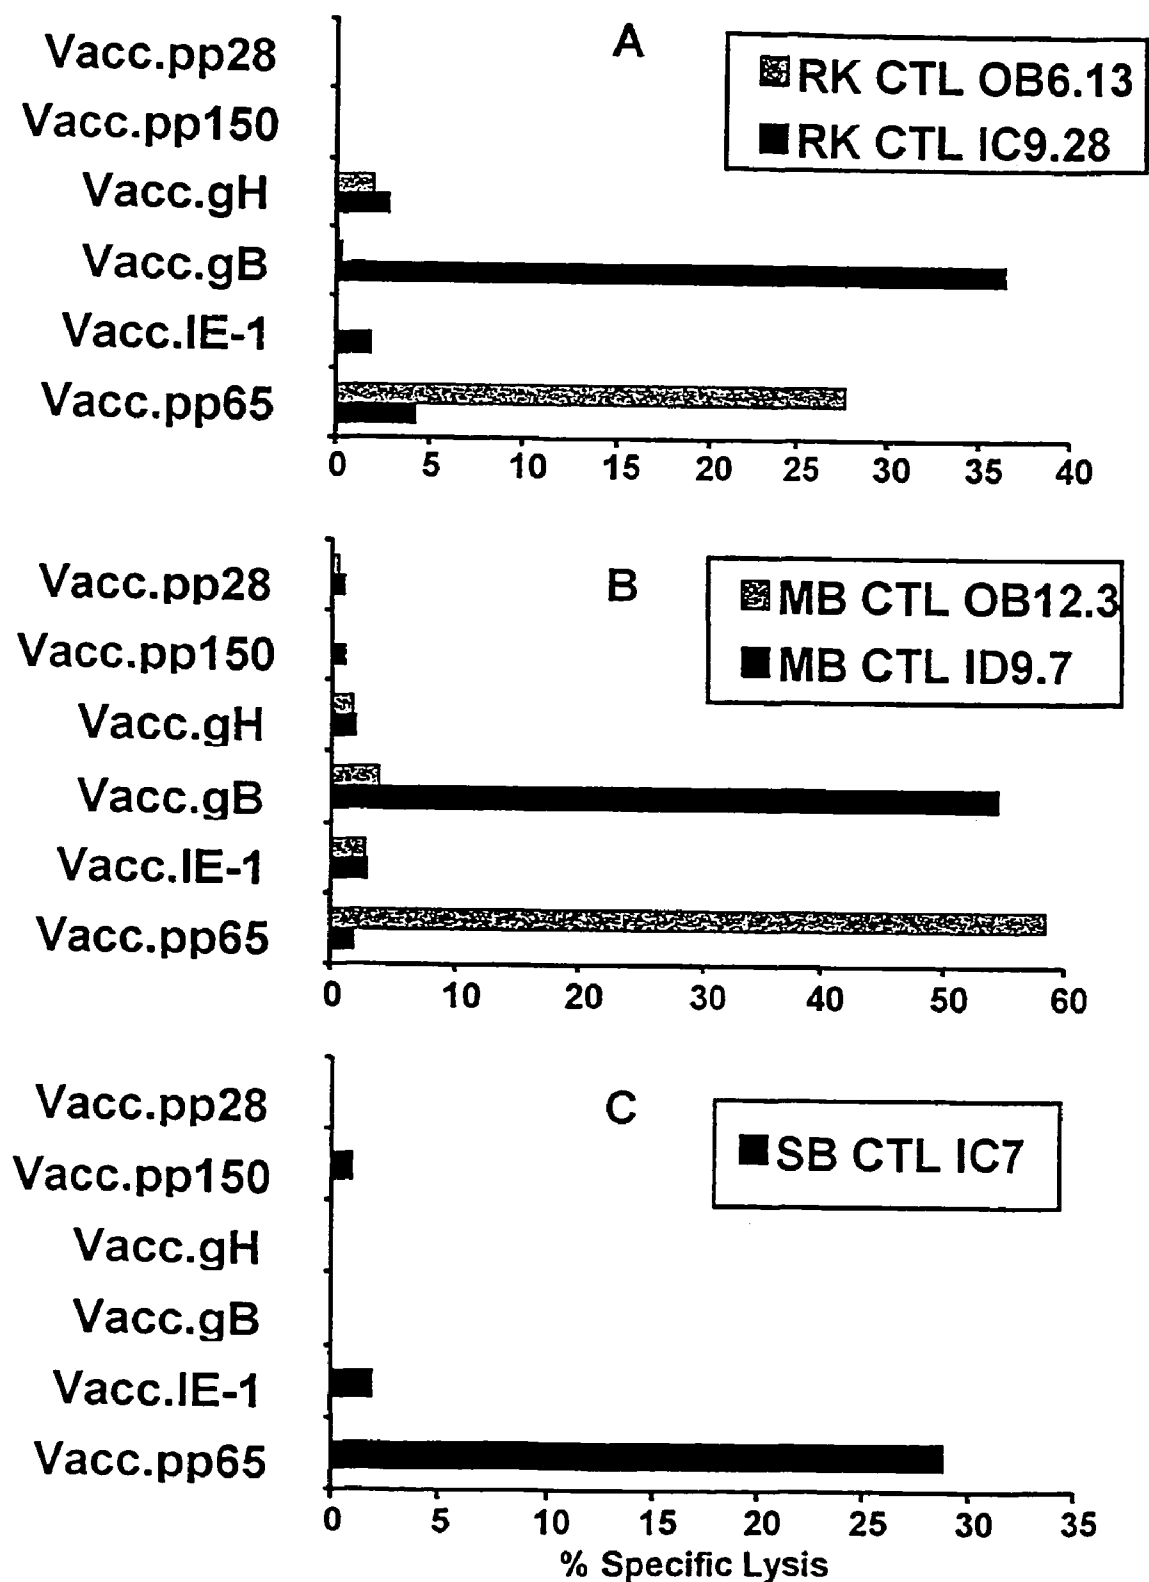 A
RK CTL OB6.13
RK CTL IC9.28
Vacc.pp28
Vacc.pp150
Vacc.gH
Vacc.gB
Vacc.IE-1
Vacc.pp65
0 5 10 15 20 25 30 35 40
B
MB CTL OB12.3
MB CTL ID9.7
Vacc.pp28
Vacc.pp150
Vacc.gH
Vacc.gB
Vacc.IE-1
Vacc.pp65
0 10 20 30 40 50 60
C
SB CTL IC7
Vacc.pp28
Vacc.pp150
Vacc.gH
Vacc.gB
Vacc.IE-1
Vacc.pp65
0 5 10 15 20 25 30 35
% Specific Lysis